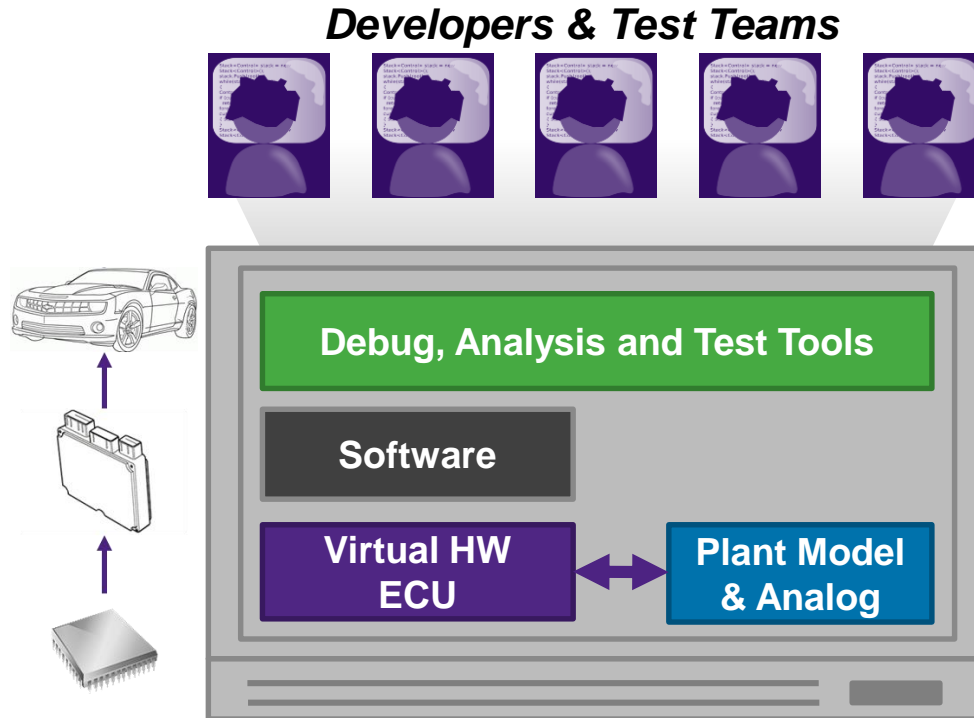 Developers & Test Teams
Debug, Analysis and Test Tools
Software
Virtual HW
ECU
Plant Model
& Analog